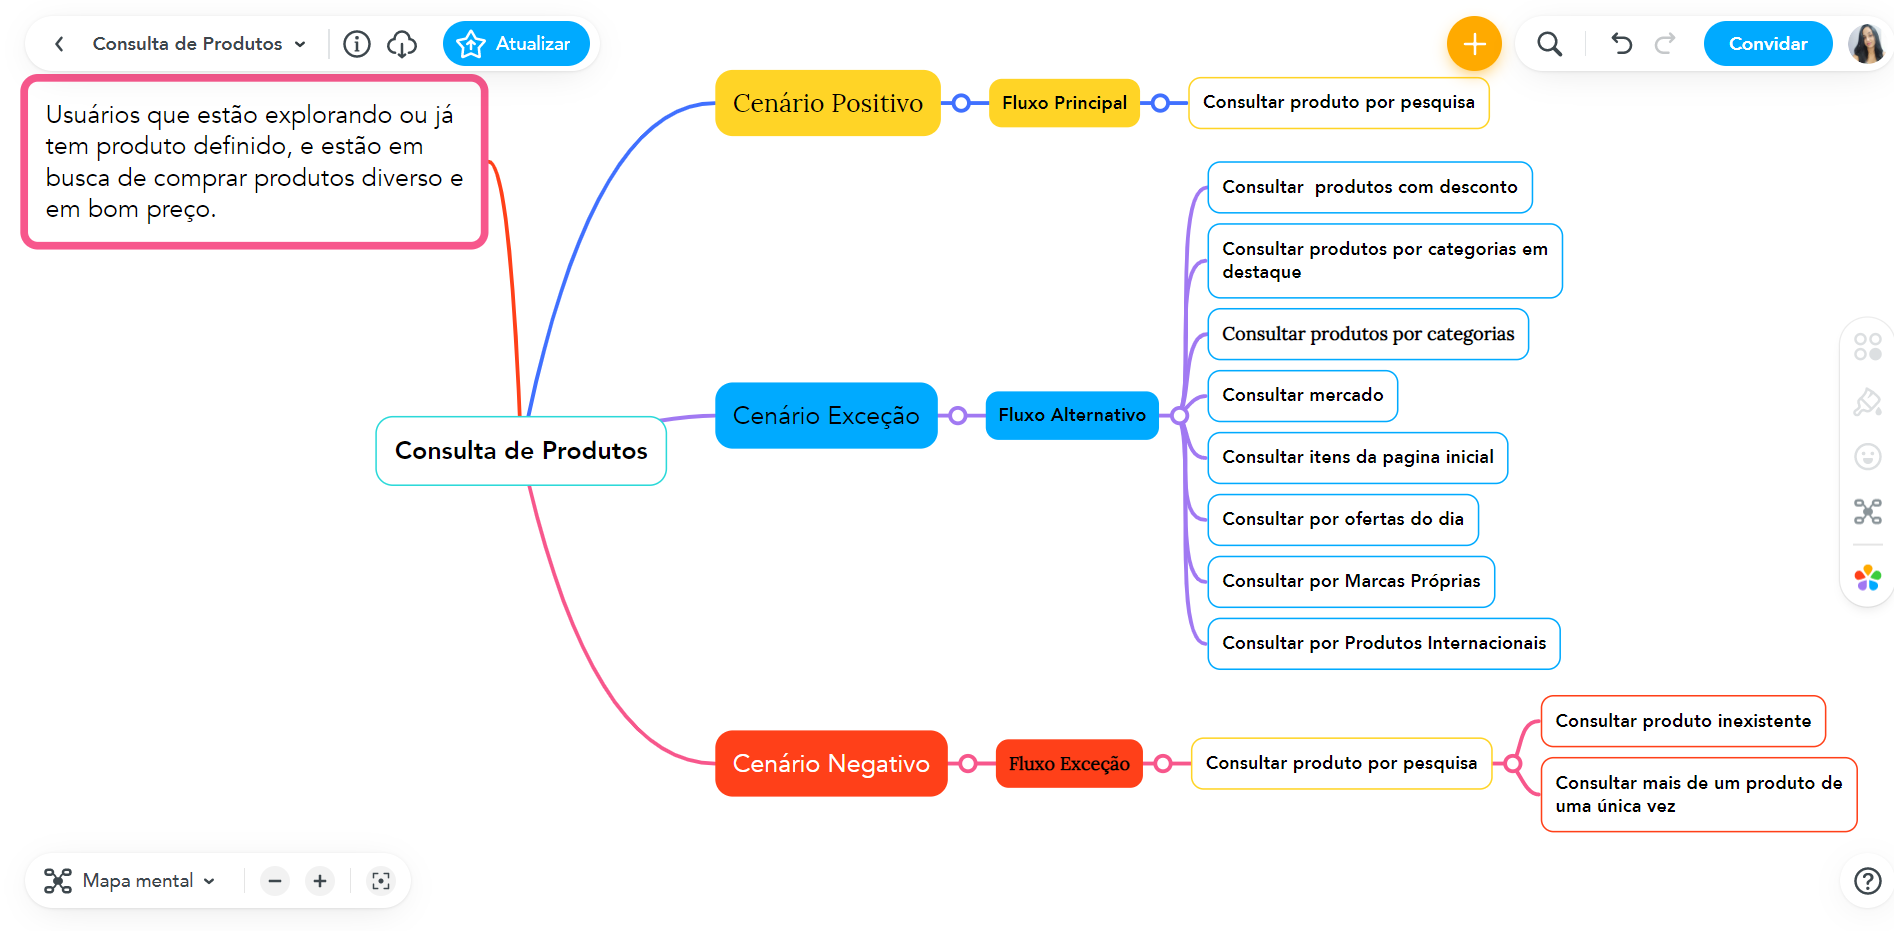 Consulta de Produtos
Atualizar
Convidar
Usuários que estão explorando ou já
tem produto definido, e estão em
busca de comprar produtos diverso e
em bom preço.
Consulta de Produtos
Cenário Positivo
Fluxo Principal
Consultar produto por pesquisa
Cenário Exceção
Fluxo Alternativo
Consultar  produtos com desconto
Consultar produtos por categorias em
destaque
Consultar produtos por categorias
Consultar mercado
Consultar itens da pagina inicial
Consultar por ofertas do dia
Consultar por Marcas Próprias
Consultar por Produtos Internacionais
Cenário Negativo
Fluxo Exceção
Consultar produto por pesquisa
Consultar produto inexistente
Consultar mais de um produto de
uma única vez
Mapa mental